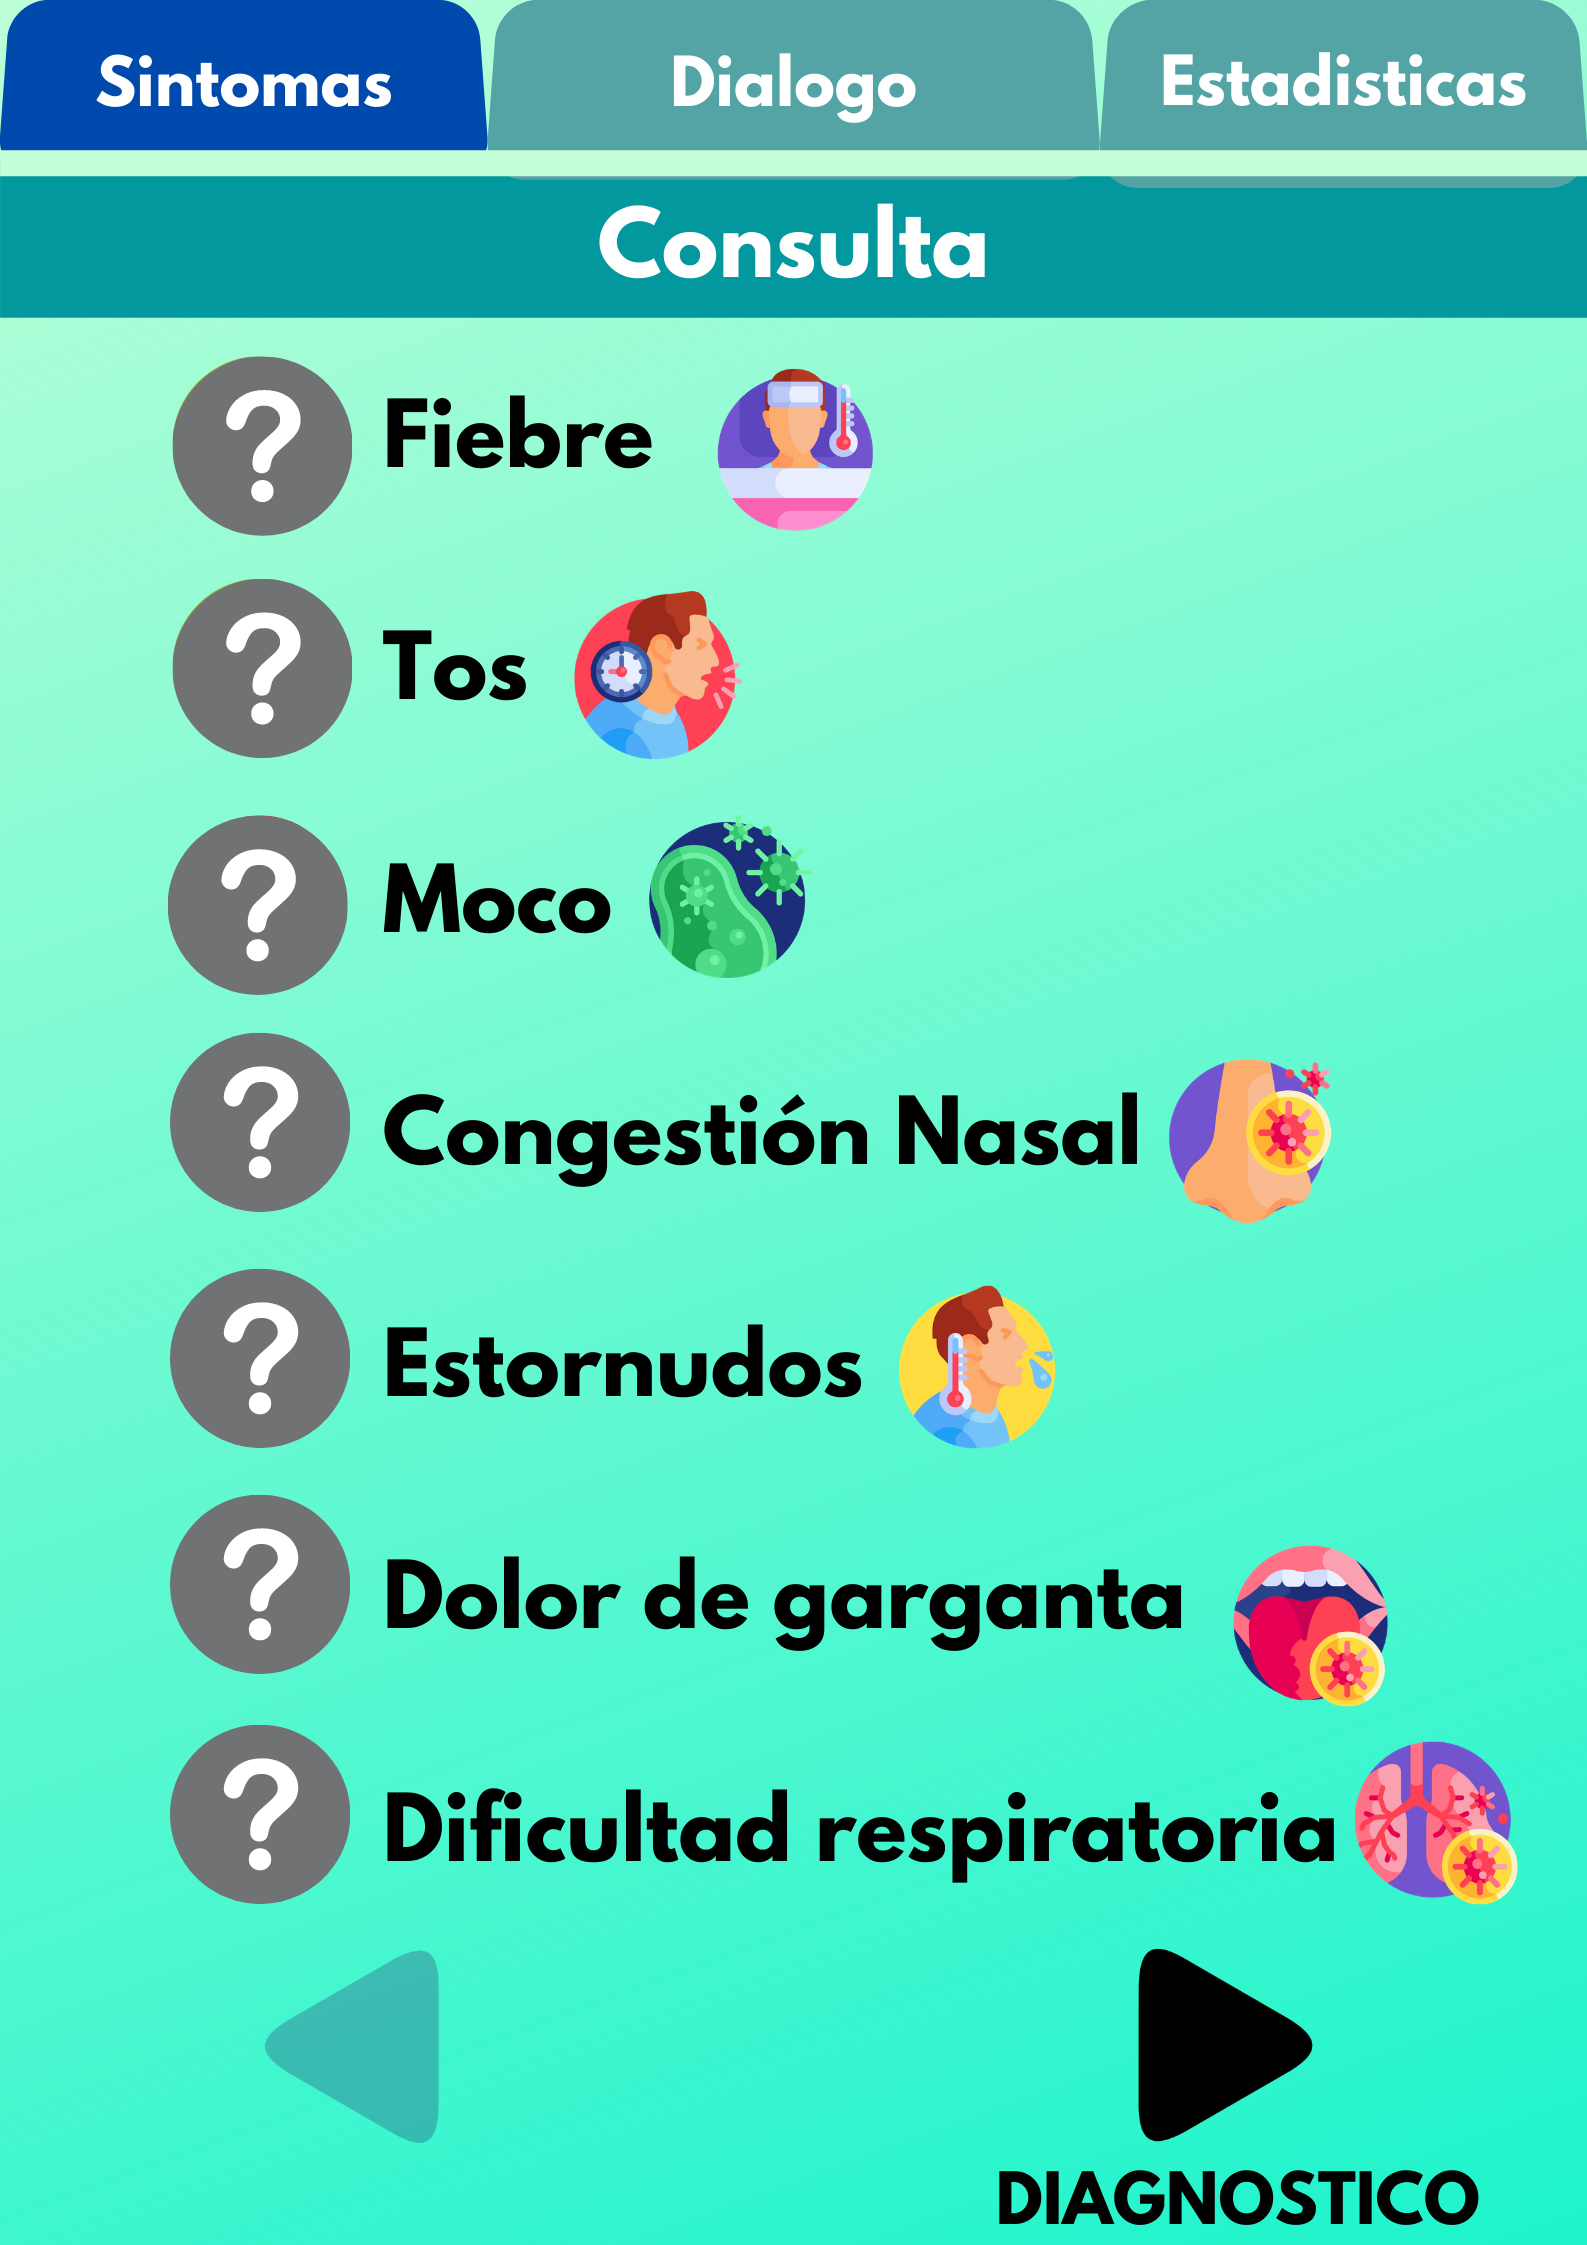 Sintomas
Dialogo
Estadisticas
Consulta
? Fiebre
? Tos
? Moco
? Congestión Nasal
? Estornudos
? Dolor de garganta
? Dificultad respiratoria
DIAGNOSTICO